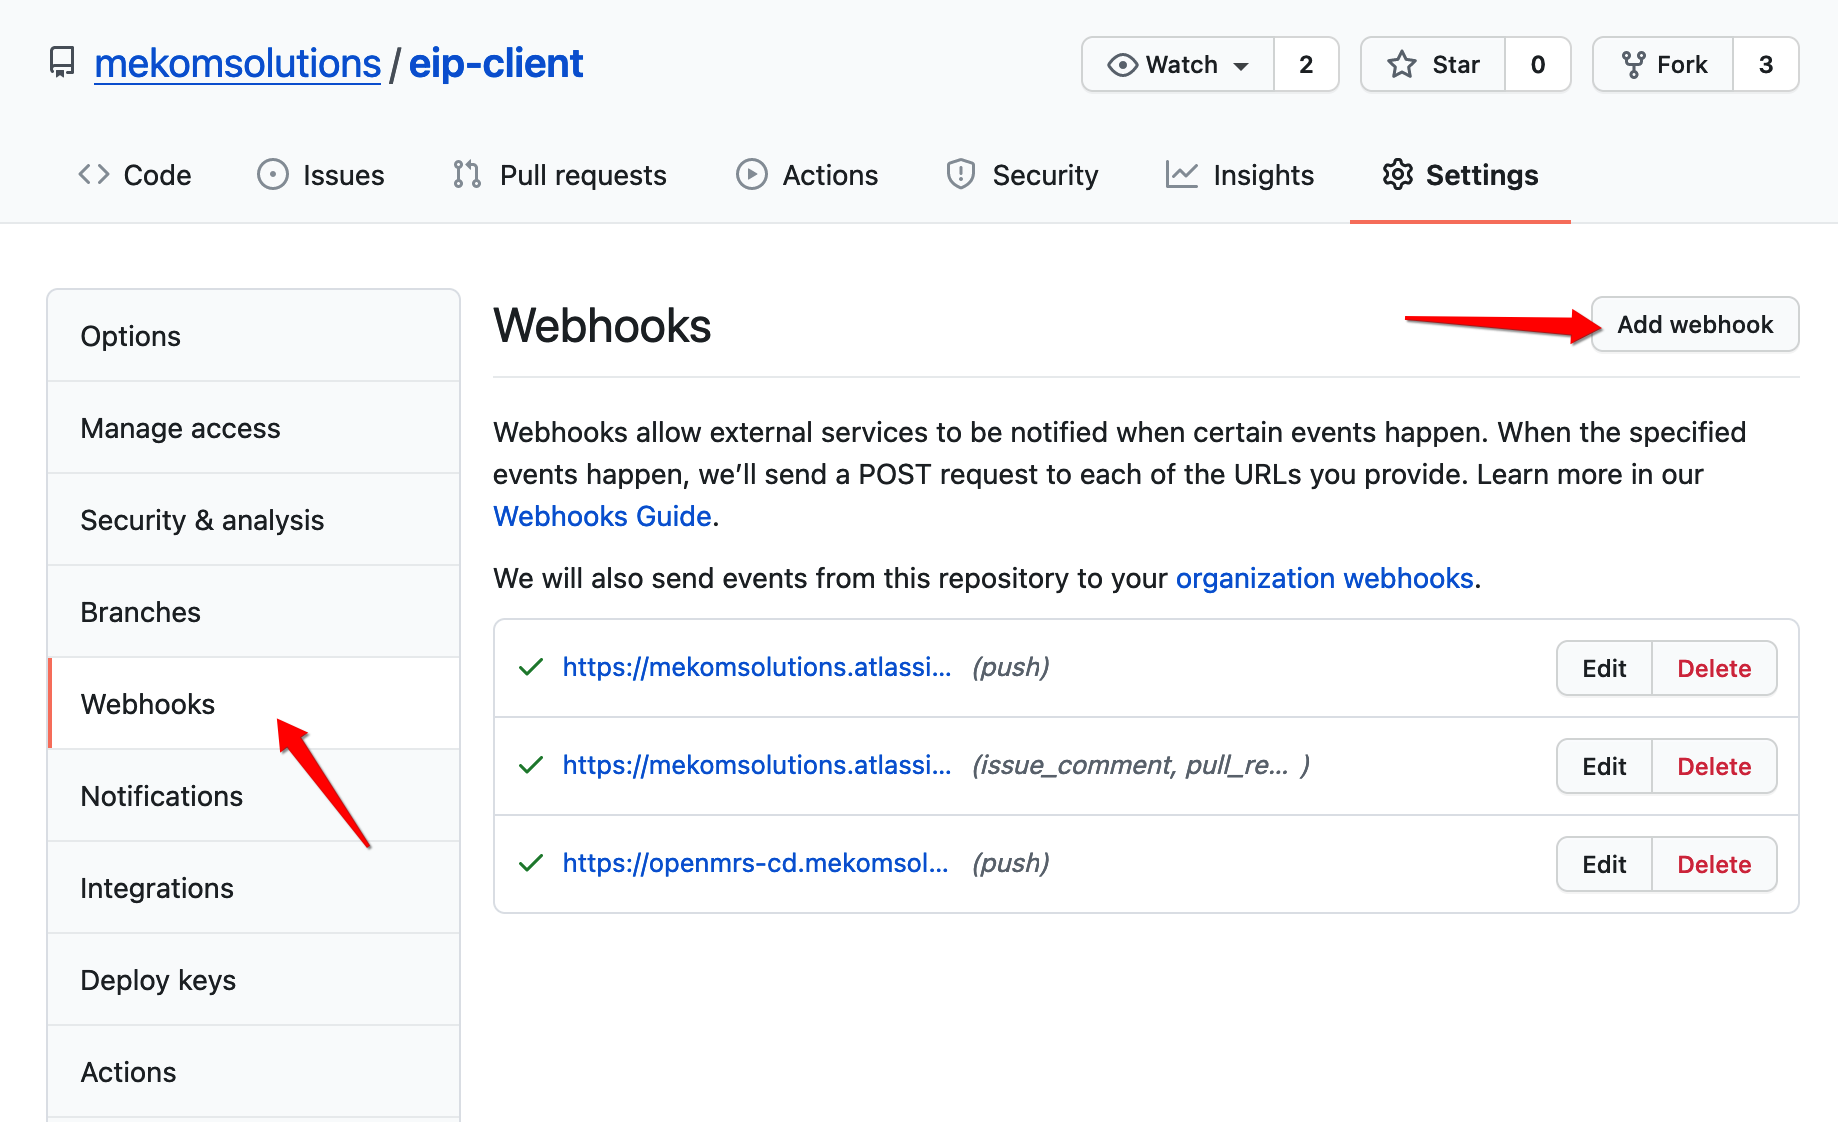 mekomsolutions / eip-client
Watch 2 Star 0 Fork 3
Code Issues Pull requests Actions Security Insights Settings
Options
Manage access
Security & analysis
Branches
Webhooks
Notifications
Integrations
Deploy keys
Actions
Webhooks
Add webhook
Webhooks allow external services to be notified when certain events happen. When the specified
events happen, we’ll send a POST request to each of the URLs you provide. Learn more in our
Webhooks Guide.
We will also send events from this repository to your organization webhooks.
https://mekomsolutions.atlassi... (push) Edit Delete
https://mekomsolutions.atlassi... (issue_comment, pull_re... ) Edit Delete
https://openmrs-cd.mekomsol... (push) Edit Delete